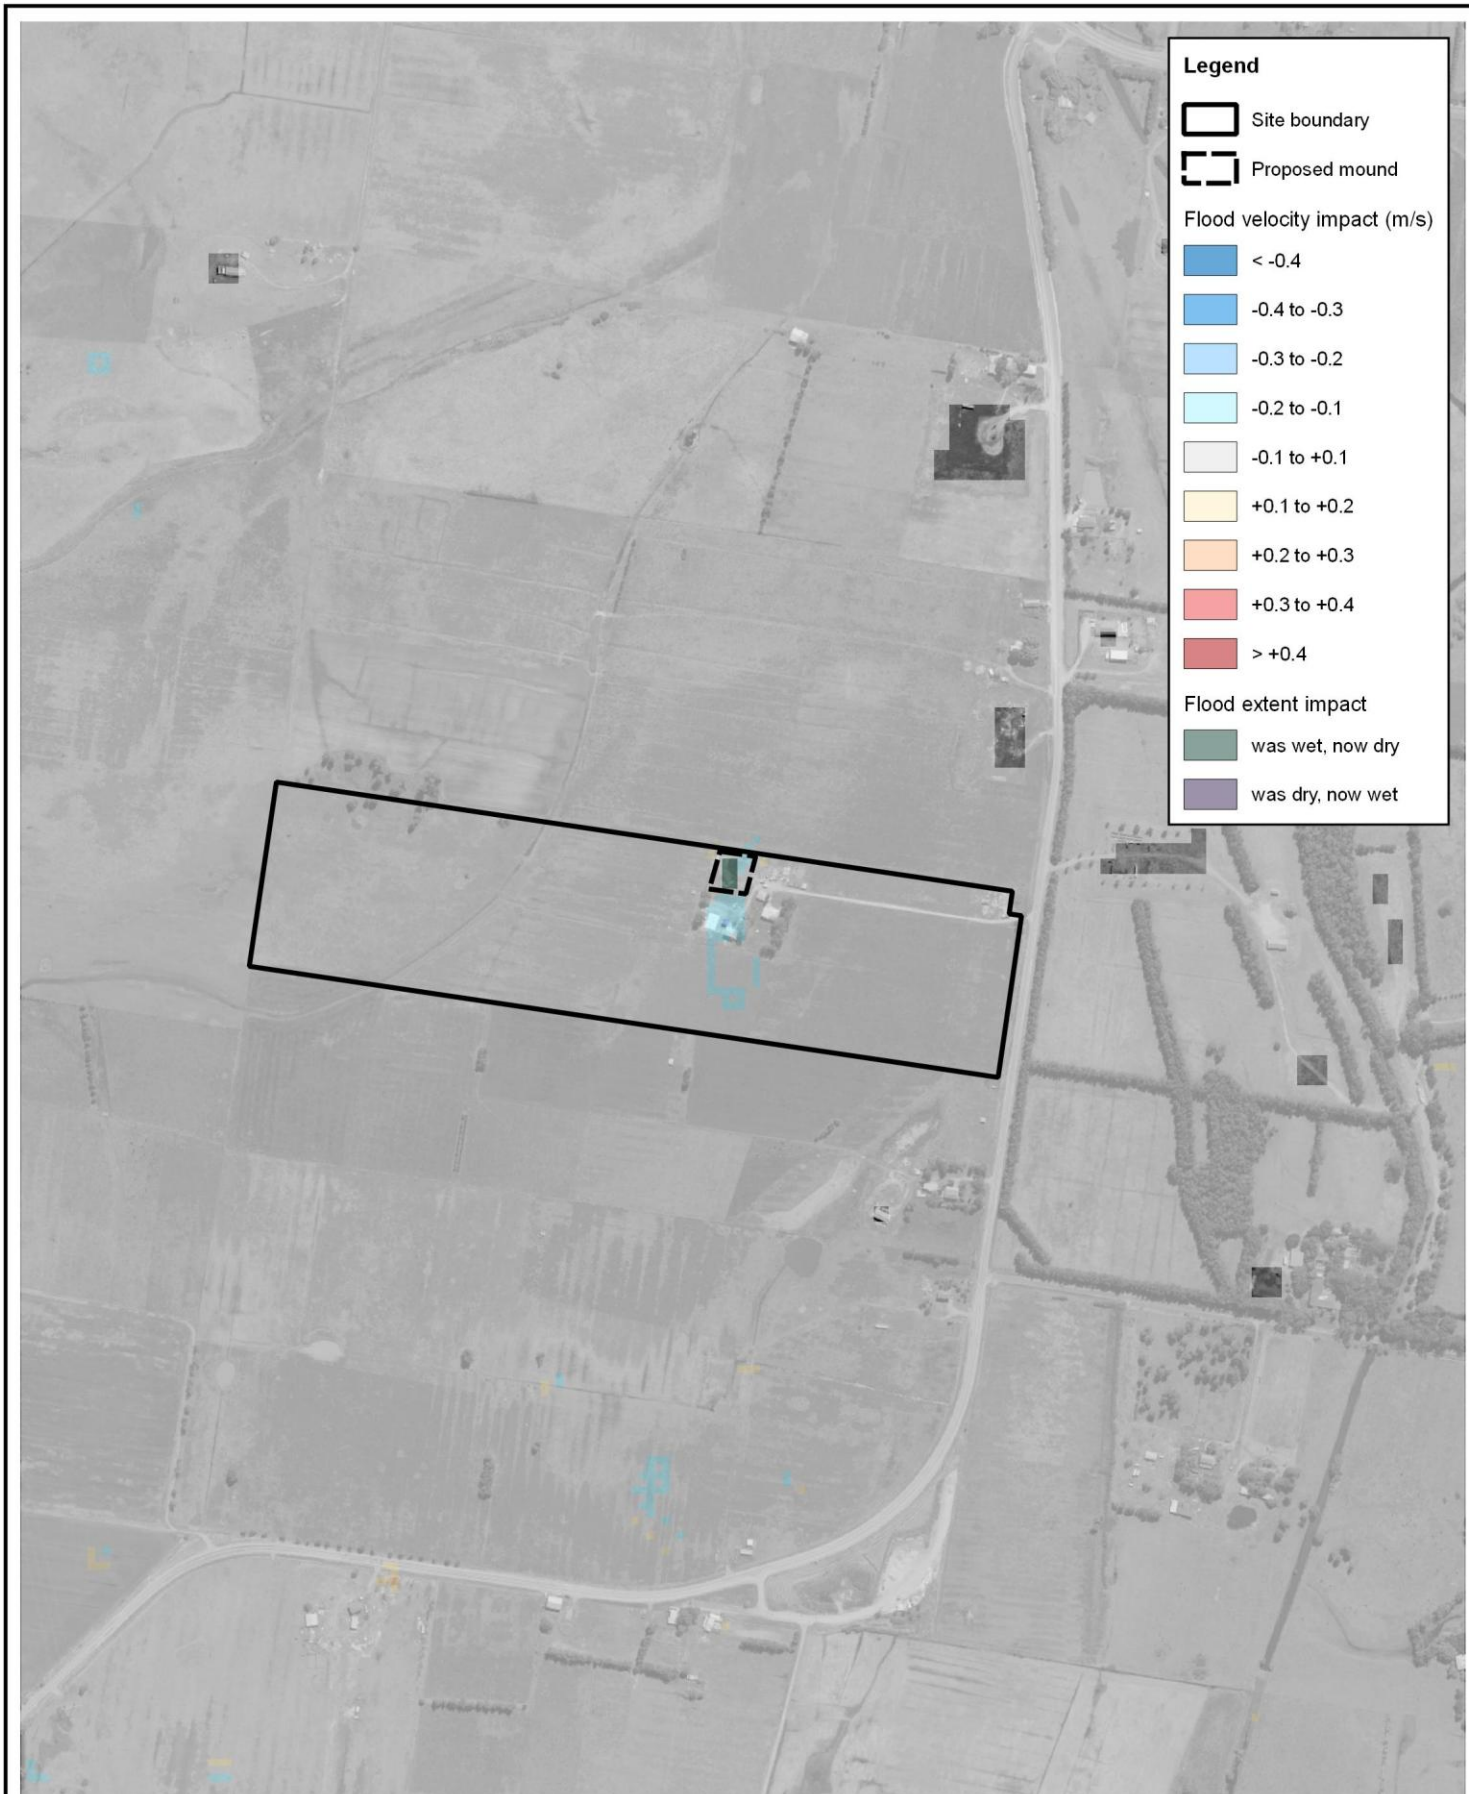 Legend
Site boundary
Proposed mound
Flood velocity impact (m/s)
< -0.4
-0.4 to -0.3
-0.3 to -0.2
-0.2 to -0.1
-0.1 to +0.1
+0.1 to +0.2
+0.2 to +0.3
+0.3 to +0.4
> +0.4
Flood extent impact
was wet, now dry
was dry, now wet